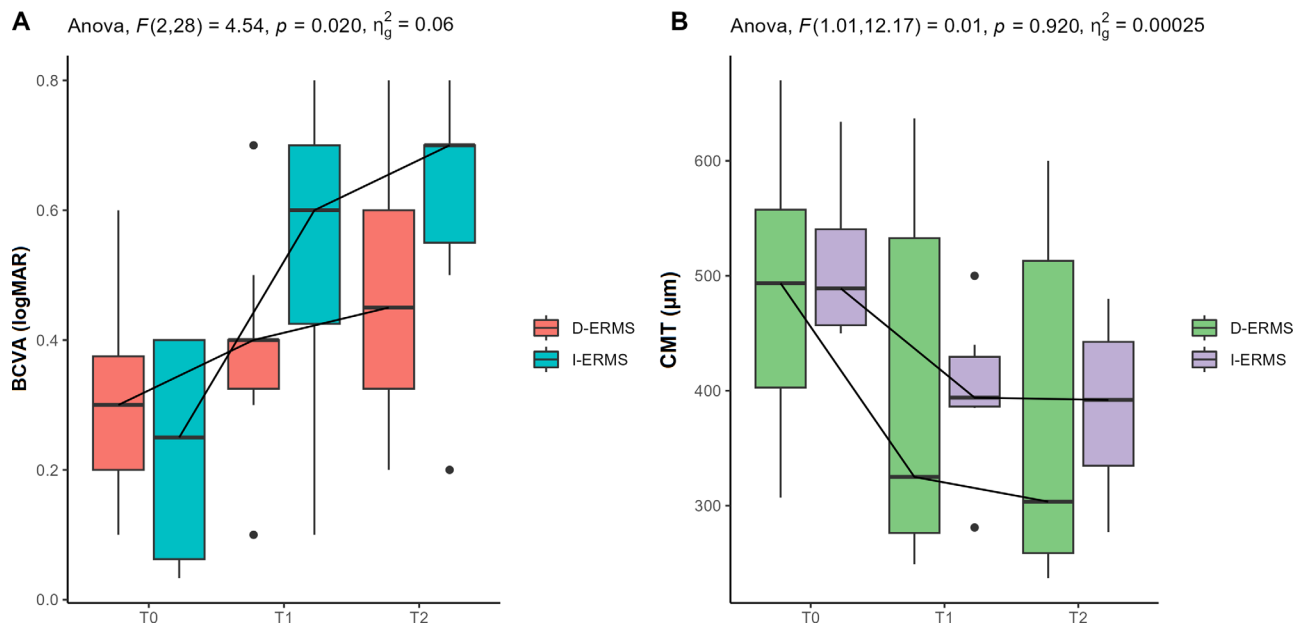 A
Anova, F(2,28) = 4.54, p = 0.020, η²g = 0.06
BCVA (logMAR)
0.8
0.6
0.4
0.2
0.0
T0 T1 T2
D-ERMS
I-ERMS
B
Anova, F(1.01,12.17) = 0.01, p = 0.920, η²g = 0.00025
CMT (µm)
600
500
400
300
T0 T1 T2
D-ERMS
I-ERMS